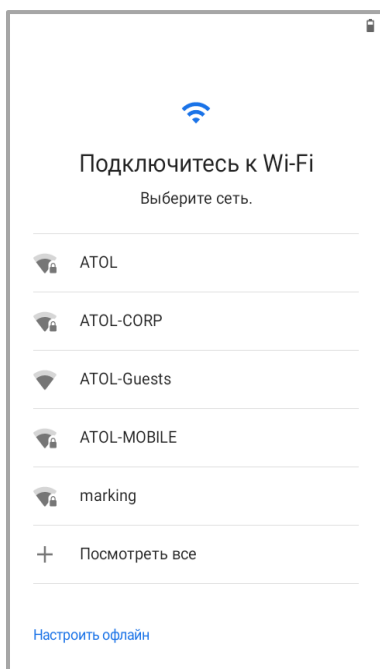 Подключитесь к Wi-Fi
Выберите сеть.
ATOL
ATOL-CORP
ATOL-Guests
ATOL-MOBILE
marking
Посмотреть все
Настроить офлайн